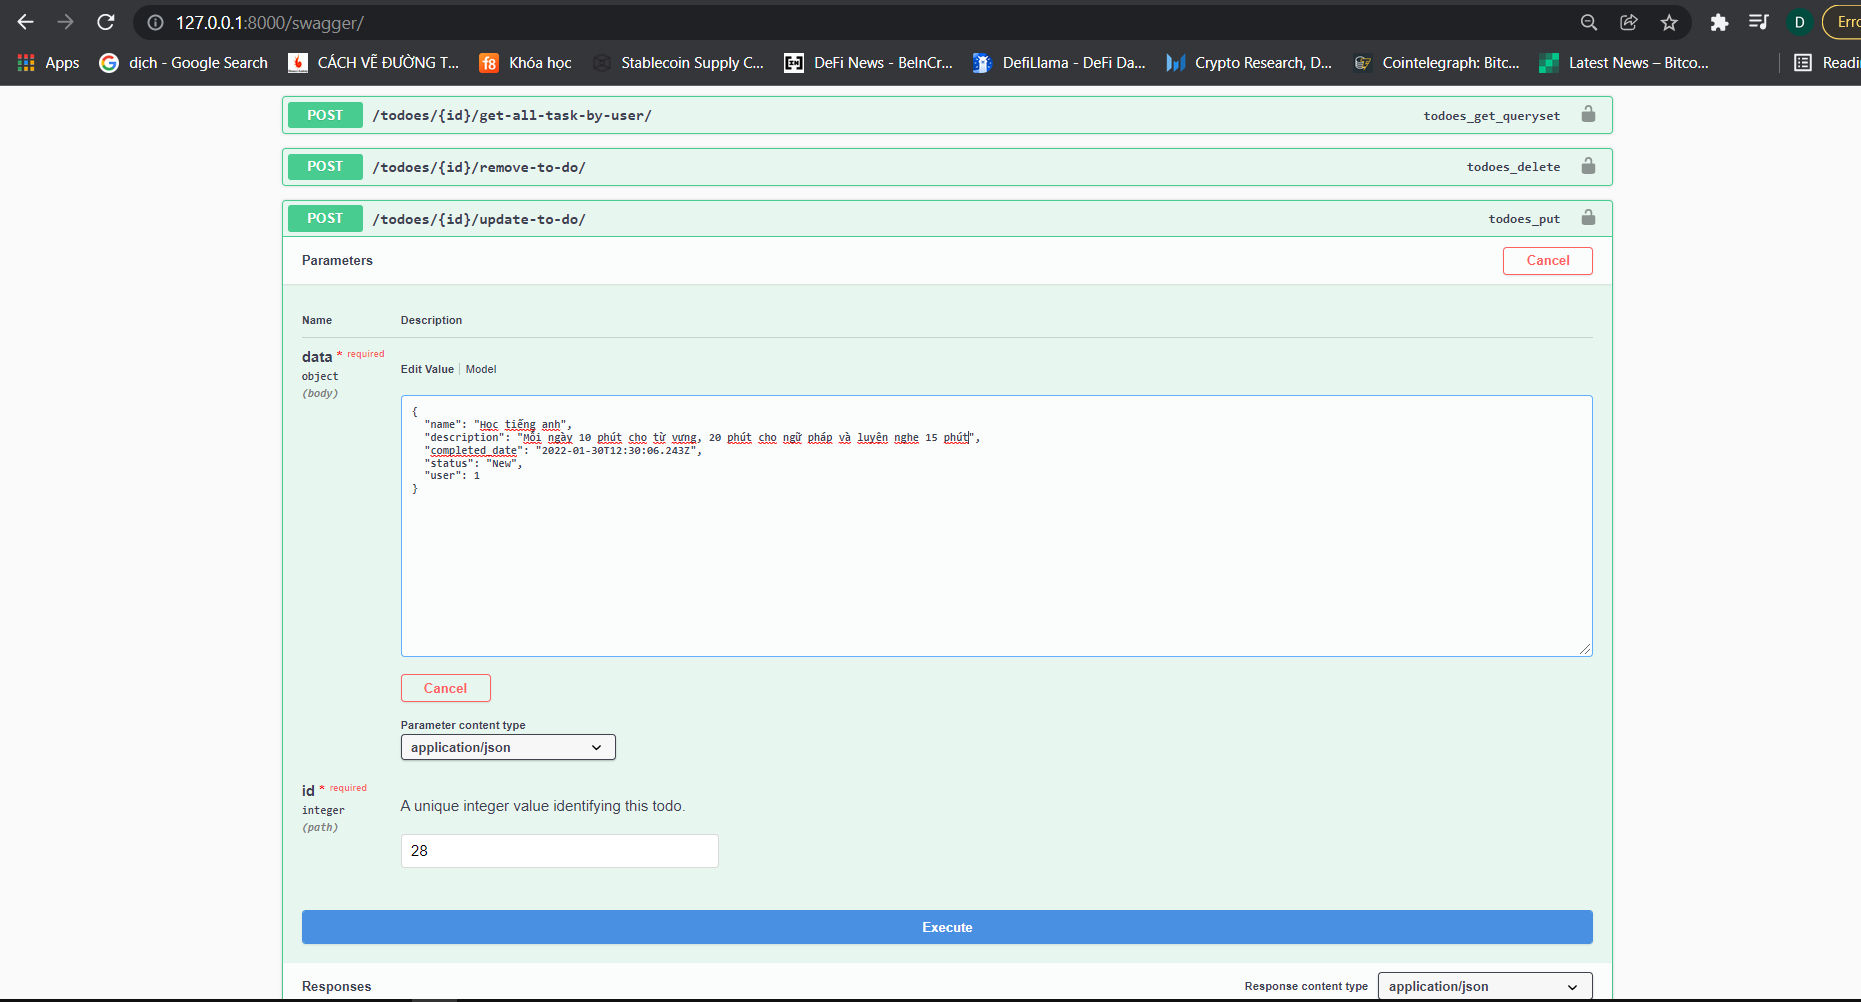 127.0.0.1:8000/swagger/
D
Erro
Apps
dịch - Google Search
CÁCH VẼ ĐƯỜNG T...
f8
Khóa học
Stablecoin Supply C...
DeFi News - BeInCr...
DefiLlama - DeFi Da...
Crypto Research, D...
Cointelegraph: Bitc...
Latest News – Bitco...
Readi
POST /todoes/{id}/get-all-task-by-user/ todoes_get_queryset
POST /todoes/{id}/remove-to-do/ todoes_delete
POST /todoes/{id}/update-to-do/ todoes_put
Parameters
Cancel
Name Description
data * required
object
(body)
Edit Value | Model
{
"name": "Học tiếng anh",
"description": "Mỗi ngày 10 phút cho từ vựng, 20 phút cho ngữ pháp và luyện nghe 15 phút",
"completed_date": "2022-01-30T12:30:06.243Z",
"status": "New",
"user": 1
}
Cancel
Parameter content type
application/json
id * required
integer
(path)
A unique integer value identifying this todo.
28
Execute
Responses
Response content type
application/json